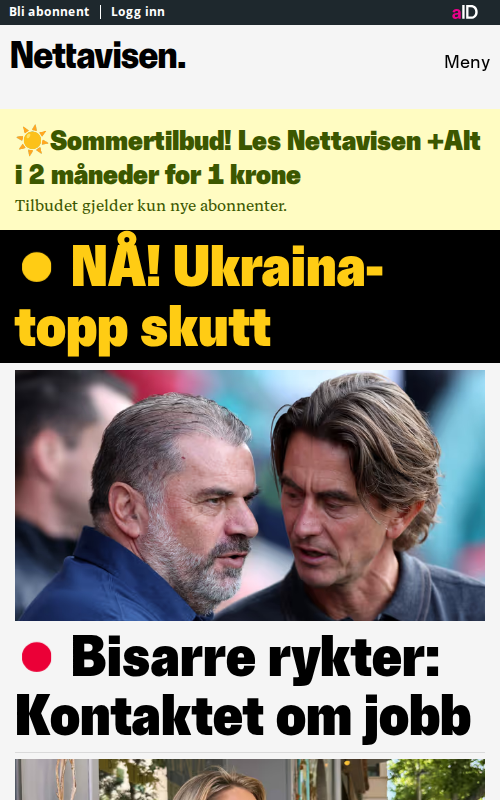 Bli abonnent | Logg inn
aID
Nettavisen.
Meny
☀️Sommertilbud! Les Nettavisen +Alt
i 2 måneder for 1 krone
Tilbudet gjelder kun nye abonnenter.
NÅ! Ukraina-
topp skutt
Bisarre rykter:
Kontaktet om jobb